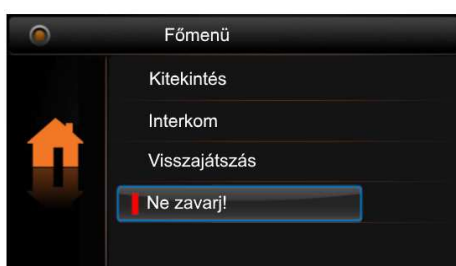 Főmenü
Kitekintés
Interkom
Visszajátszás
Ne zavarj!